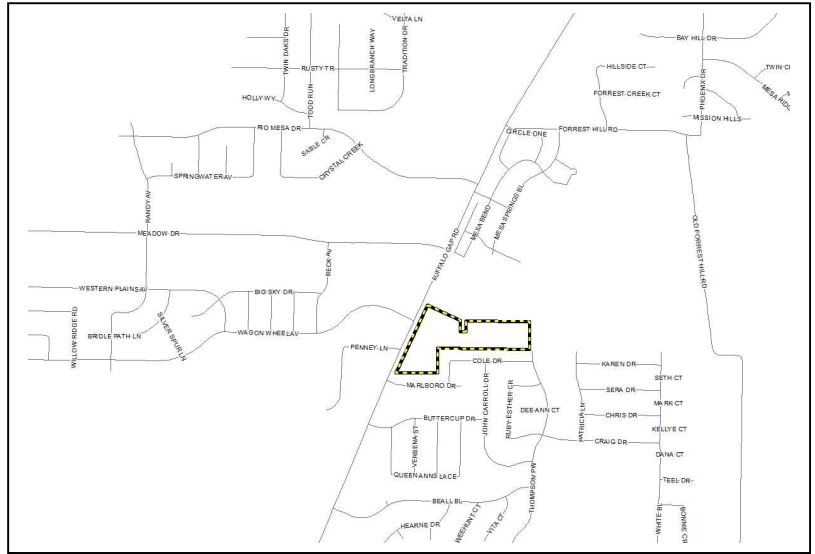 VELTA LN
TWIN OAKS DR
LONGBRANCH WAY
TRADITION DR
BAY HILL DR
RUSTY TR
HILLSIDE CT
PHOENIX DR
HOLLY WY
TODD RUN
FORREST CREEK CT
MISSION HILLS
RIO MESA DR
CIRCLE ONE
FORREST HILL RD
SABLE CR
CRYSTAL CREEK
SPRINGWATER AV
RANDY AV
MESA BEND
MESA SPRINGS BL
OLD FORREST HILL RD
MEADOW DR
BUFFALO GAP RD
BECK AV
WESTERN PLAINS AV
BIG SKY DR
WILLOW RIDGE RD
BRIDLE PATH LN
SILVER SPUR LN
WAGON WHEEL AV
PENNEY LN
COLE DR
KAREN DR
MARLBORO DR
JOHN CARROLL DR
RUBY ESTHER CR
SETH CT
SERA DR
MARK CT
DEE ANN CT
PATRICIA LN
CHRIS DR
BUTTERCUP DR
VERBENA ST
KELLYE CT
CRAIG DR
DANA CT
QUEEN ANNS LACE
THOMPSON PW
TEEL DR
BEALL BL
WEEHUNT CT
VITA CT
WHITE BL
BONNIE CR
HEARNE DR